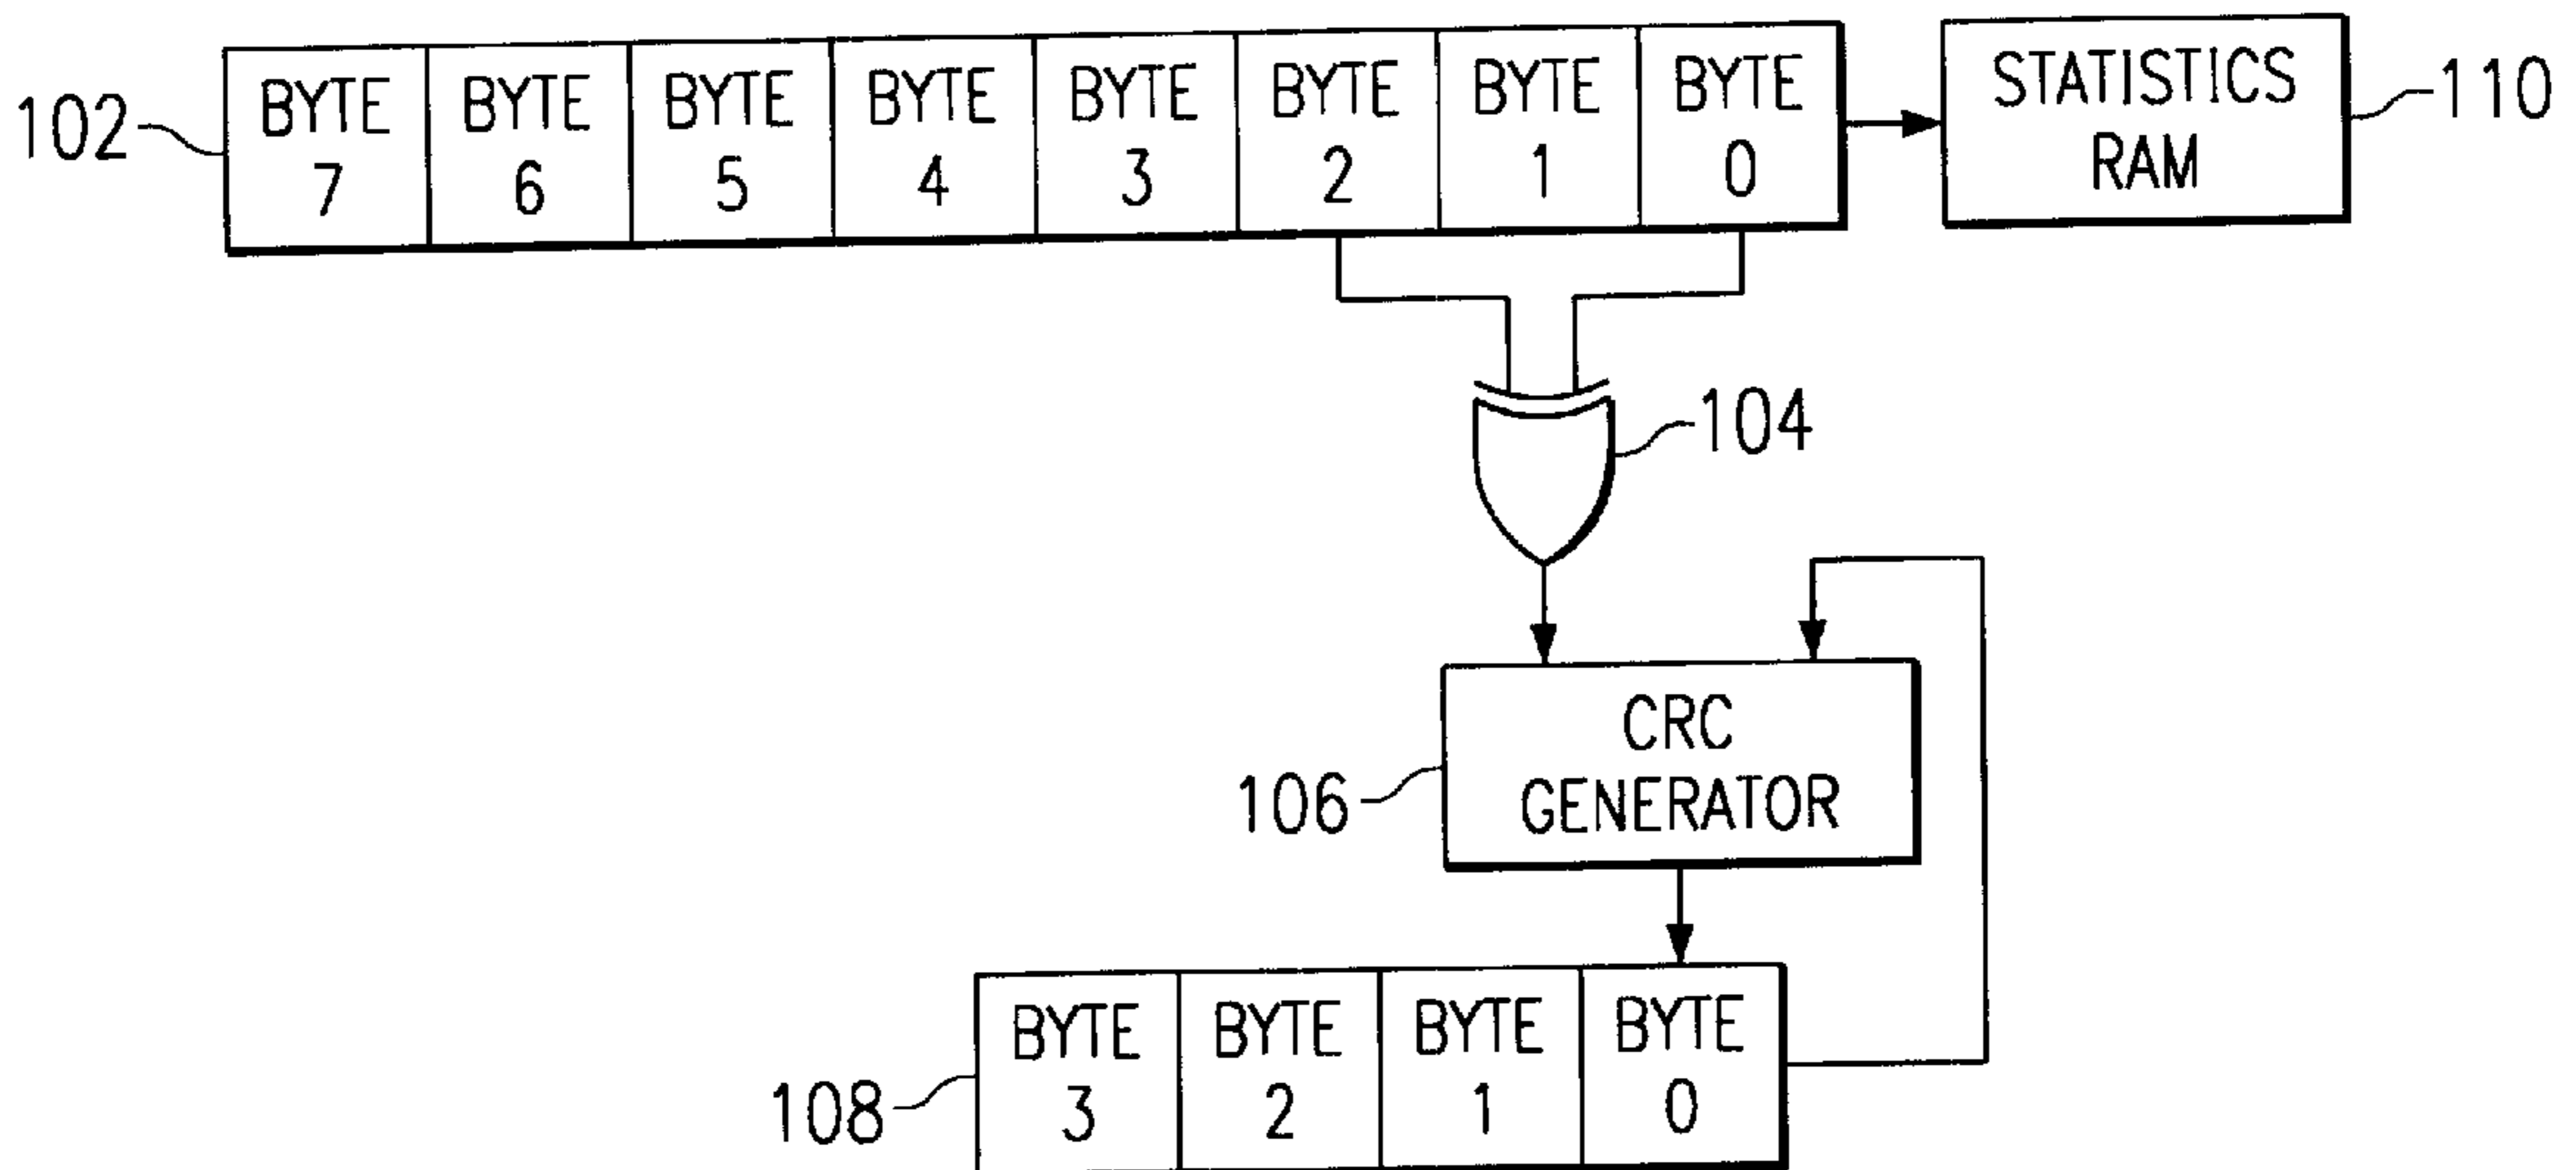 102
BYTE 7
BYTE 6
BYTE 5
BYTE 4
BYTE 3
BYTE 2
BYTE 1
BYTE 0
STATISTICS
RAM
110
104
CRC
GENERATOR
106
108
BYTE 3
BYTE 2
BYTE 1
BYTE 0